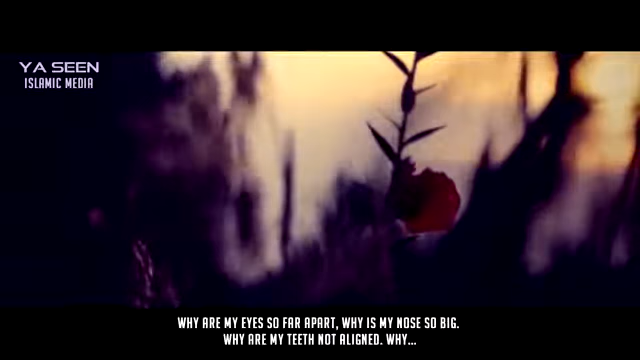 YA SEEN
ISLAMIC MEDIA
WHY ARE MY EYES SO FAR APART, WHY IS MY NOSE SO BIG.
WHY ARE MY TEETH NOT ALIGNED. WHY...